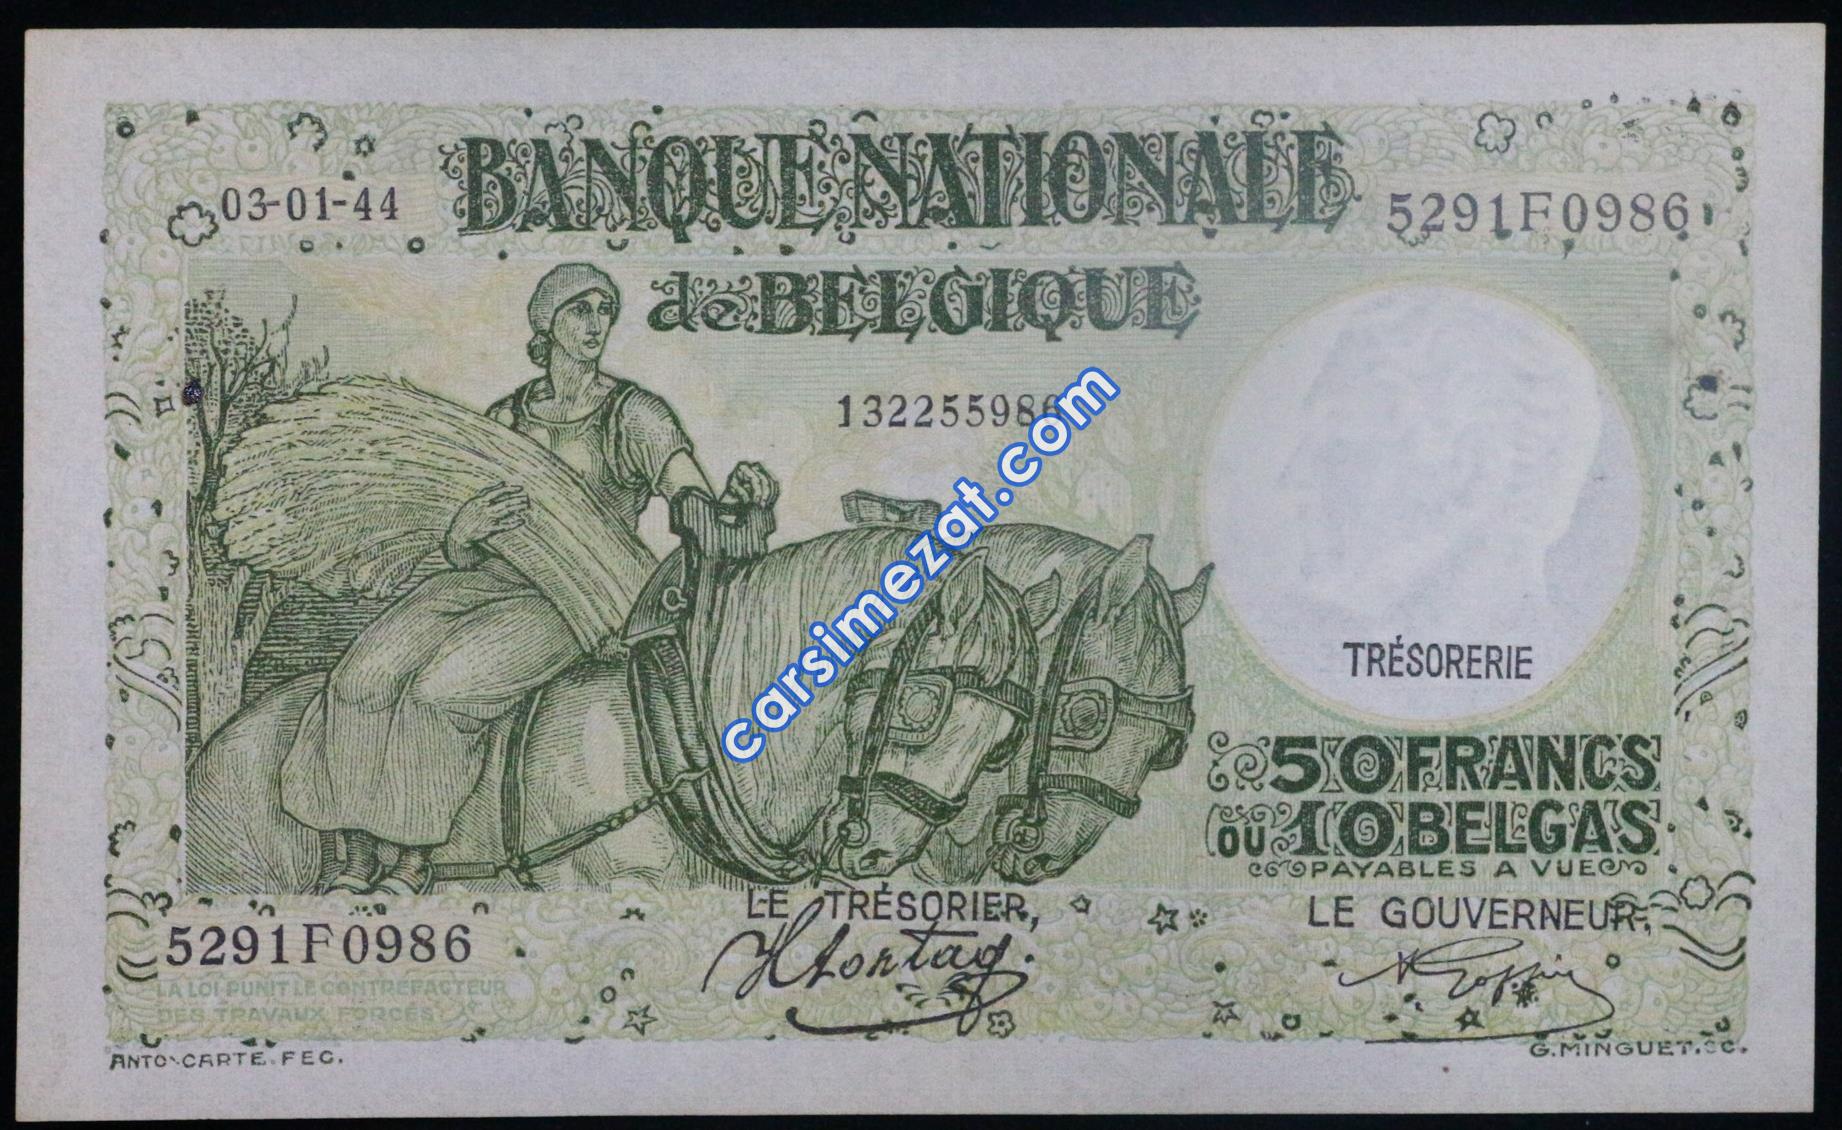 BANQUE NATIONALE
03-01-44
5291F0986
de BELGIQUE
132255986
carsimezat.com
TRÉSORERIE
50 FRANCS
OU 10 BELGAS
PAYABLES A VUE
LE TRÉSORIER,
LE GOUVERNEUR,
5291F0986
LA LOI PUNIT LE CONTREFACTEUR
DES TRAVAUX FORCÉS
ANTO-CARTE.FEC.
G.MINGUET.SC.